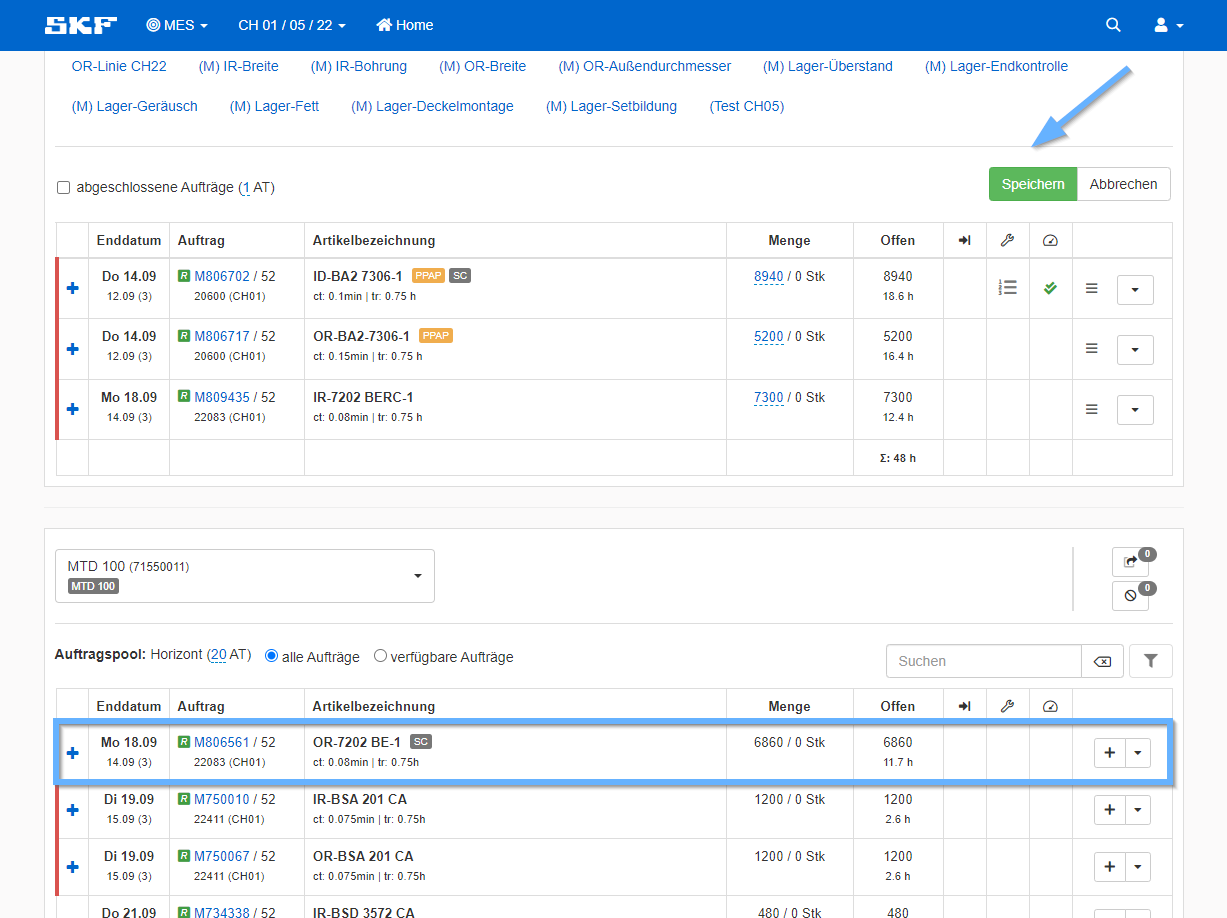 SKF MES CH 01 / 05 / 22 Home
OR-Linie CH22 (M) IR-Breite (M) IR-Bohrung (M) OR-Breite (M) OR-Außendurchmesser (M) Lager-Überstand (M) Lager-Endkontrolle
(M) Lager-Geräusch (M) Lager-Fett (M) Lager-Deckelmontage (M) Lager-Setbildung (Test CH05)
abgeschlossene Aufträge (1 AT) Speichern Abbrechen
Enddatum Auftrag Artikelbezeichnung Menge Offen
Do 14.09 R M806702 / 52 ID-BA2 7306-1 PPAP SC 8940 / 0 Stk 8940
12.09 (3) 20600 (CH01) ct: 0.1min | tr: 0.75 h 18.6 h
Do 14.09 R M806717 / 52 OR-BA2-7306-1 PPAP 5200 / 0 Stk 5200
12.09 (3) 20600 (CH01) ct: 0.15min | tr: 0.75 h 16.4 h
Mo 18.09 R M809435 / 52 IR-7202 BERC-1 7300 / 0 Stk 7300
14.09 (3) 22083 (CH01) ct: 0.08min | tr: 0.75 h 12.4 h
Σ: 48 h
MTD 100 (71550011) 0
MTD 100 0
Auftragspool: Horizont (20 AT) alle Aufträge verfügbare Aufträge Suchen
Enddatum Auftrag Artikelbezeichnung Menge Offen
Mo 18.09 R M806561 / 52 OR-7202 BE-1 SC 6860 / 0 Stk 6860
14.09 (3) 22083 (CH01) ct: 0.08min | tr: 0.75h 11.7 h
Di 19.09 R M750010 / 52 IR-BSA 201 CA 1200 / 0 Stk 1200
15.09 (3) 22411 (CH01) ct: 0.075min | tr: 0.75h 2.6 h
Di 19.09 R M750067 / 52 OR-BSA 201 CA 1200 / 0 Stk 1200
15.09 (3) 22411 (CH01) ct: 0.075min | tr: 0.75h 2.6 h
Do 21.09 R M734338 / 52 IR-BSD 3572 CA 480 / 0 Stk 480